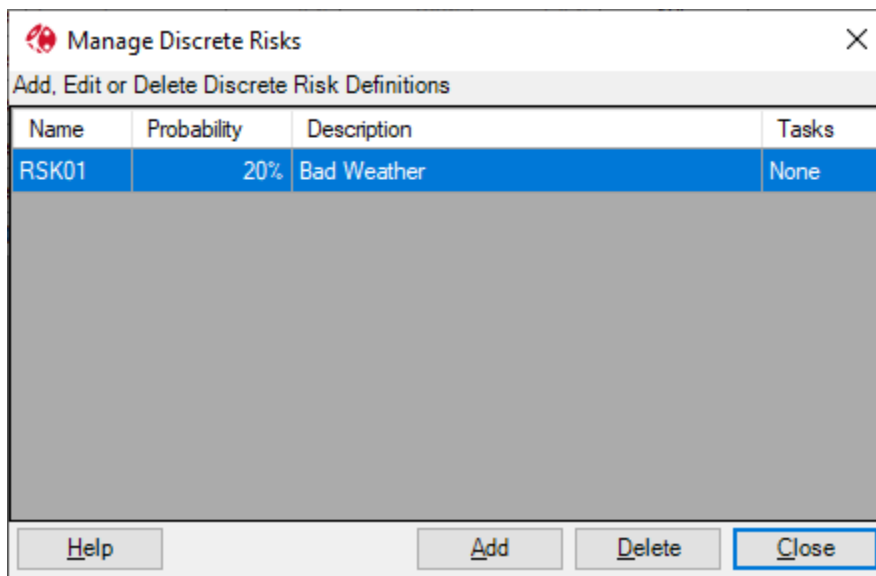 Manage Discrete Risks
Add, Edit or Delete Discrete Risk Definitions
Name Probability Description Tasks
RSK01 20% Bad Weather None
Help Add Delete Close